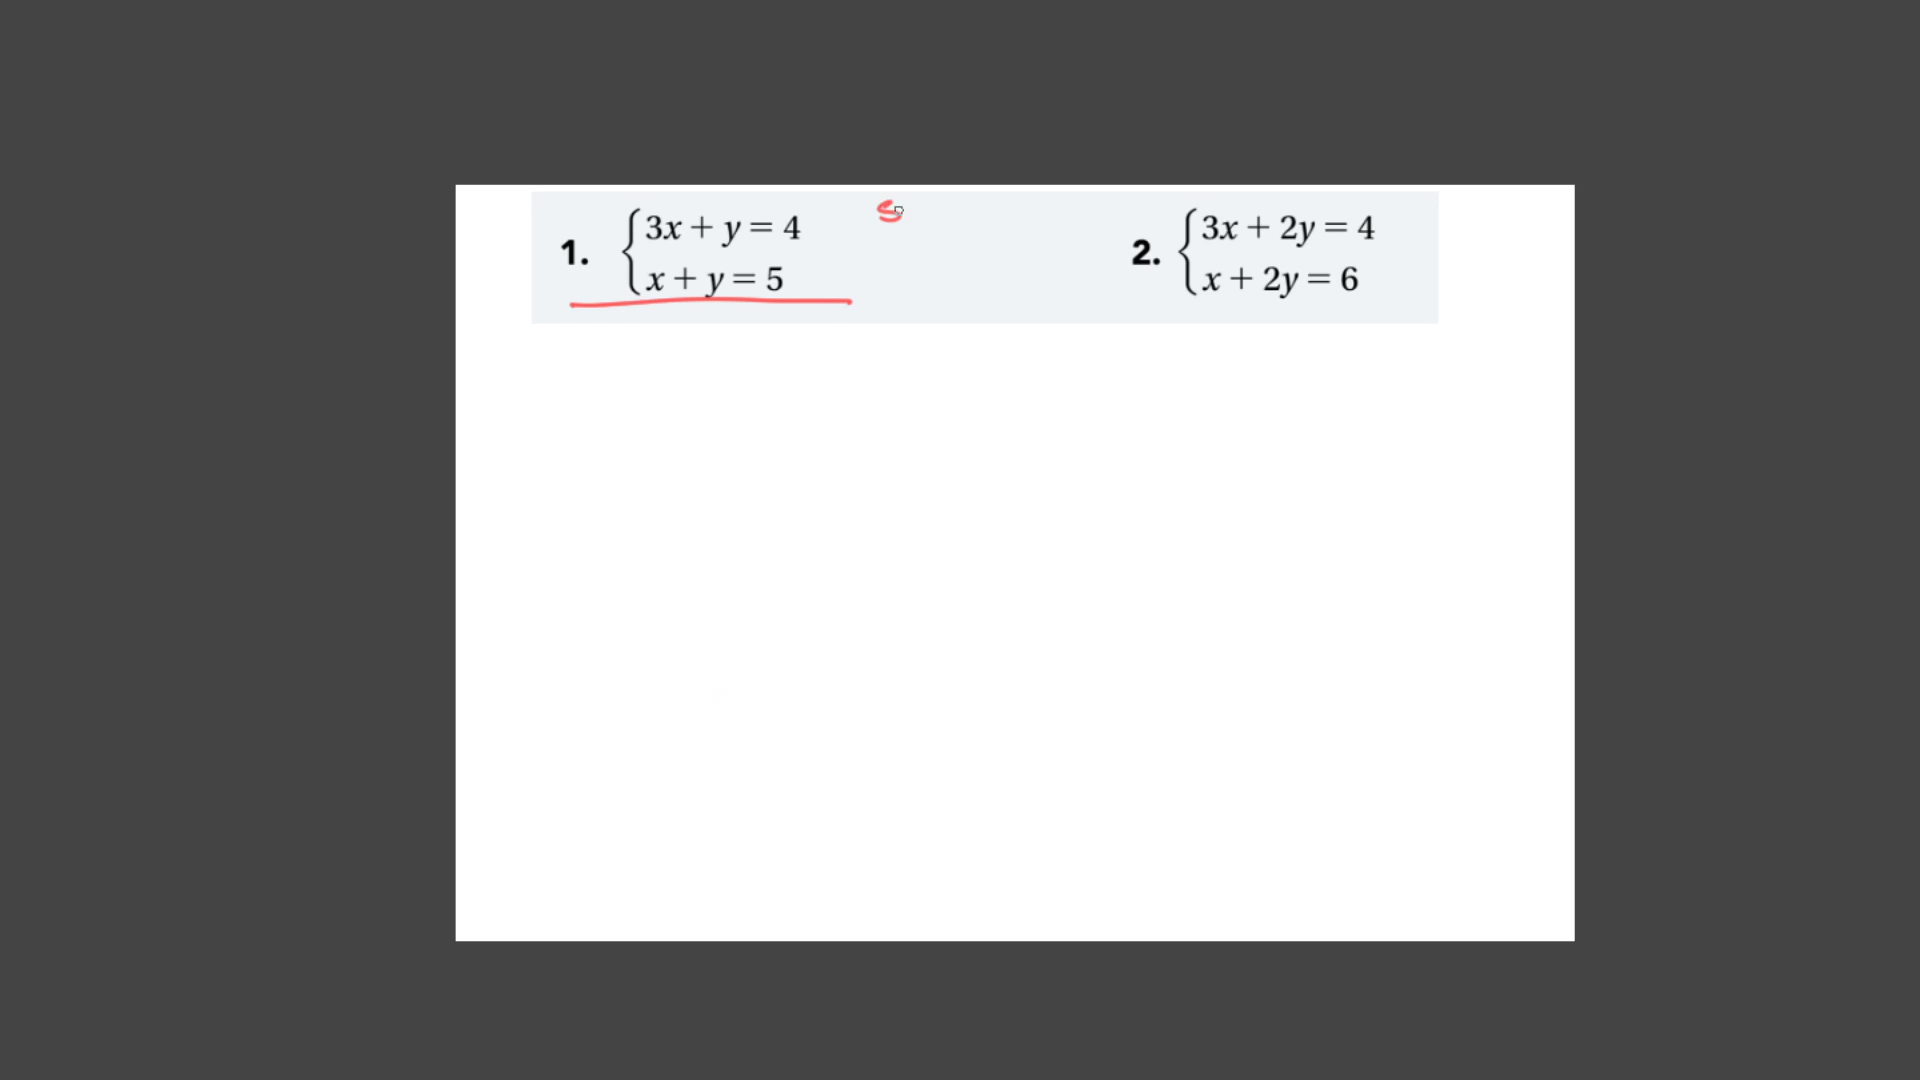 1. 3x + y = 4 s 2. 3x + 2y = 4
x + y = 5 x + 2y = 6